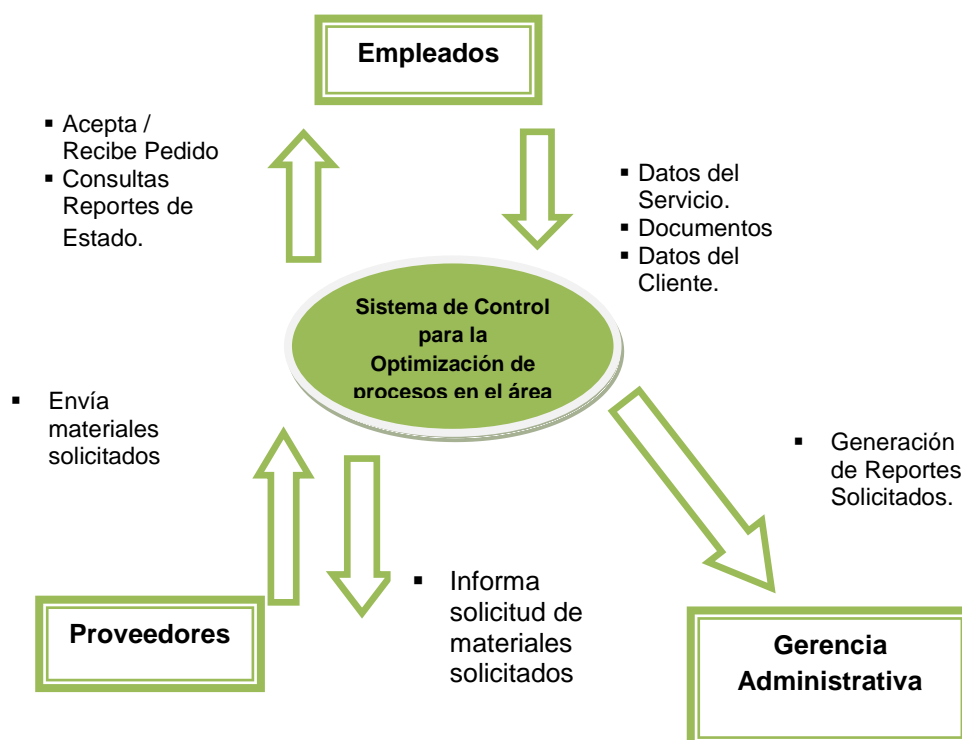 Empleados
▪ Acepta /
Recibe Pedido
▪ Consultas
Reportes de
Estado.
▪ Datos del
Servicio.
▪ Documentos
▪ Datos del
Cliente.
Sistema de Control
para la
Optimización de
procesos en el área
▪ Envía
materiales
solicitados
▪ Generación
de Reportes
Solicitados.
▪ Informa
solicitud de
materiales
solicitados
Proveedores
Gerencia
Administrativa